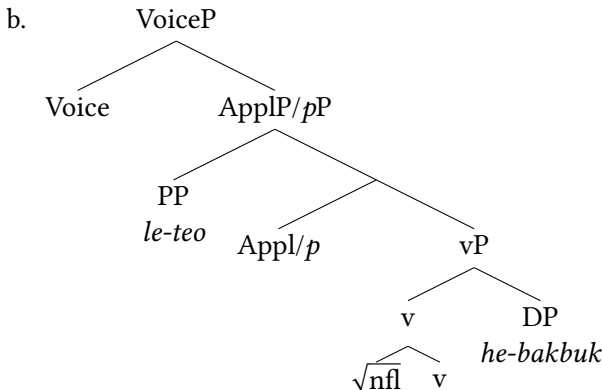 b. VoiceP
Voice ApplP/pP
PP
le-teo
Appl/p vP
v DP
he-bakbuk
√nfl v